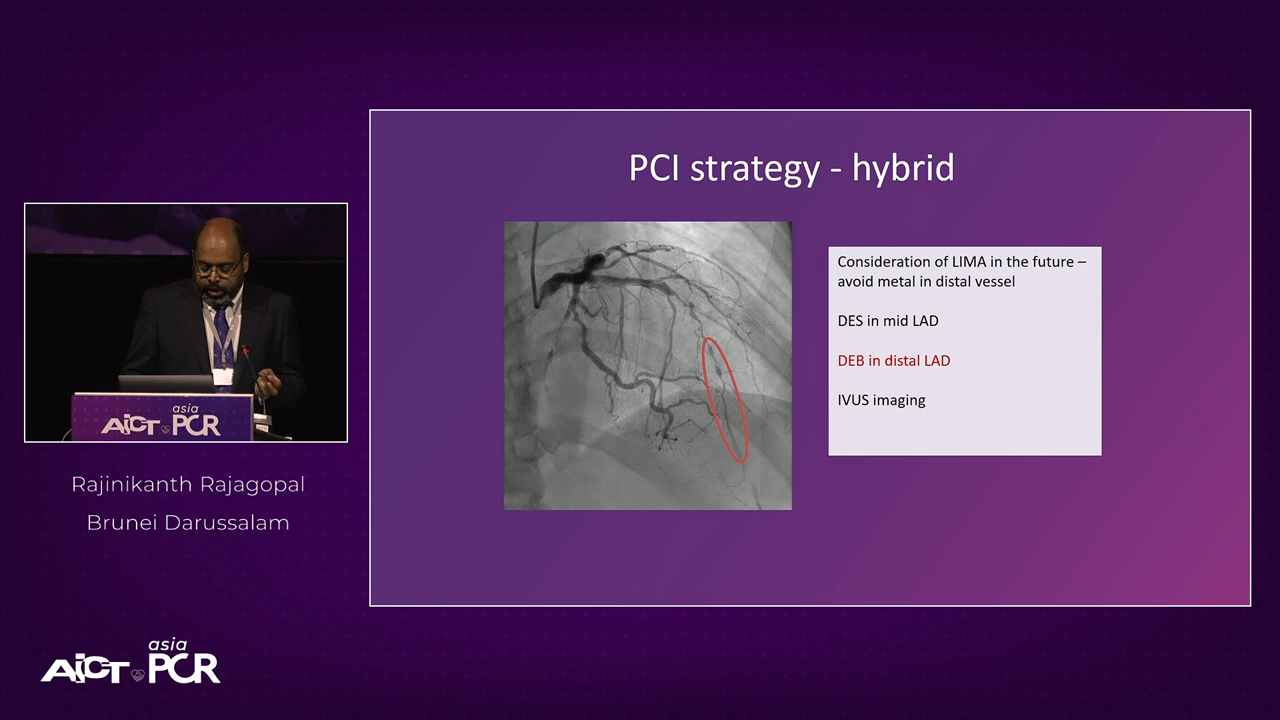 PCI strategy - hybrid
Consideration of LIMA in the future –
avoid metal in distal vessel
DES in mid LAD
DEB in distal LAD
IVUS imaging
asia
AICT PCR
Rajinikanth Rajagopal
Brunei Darussalam
asia
AICT PCR